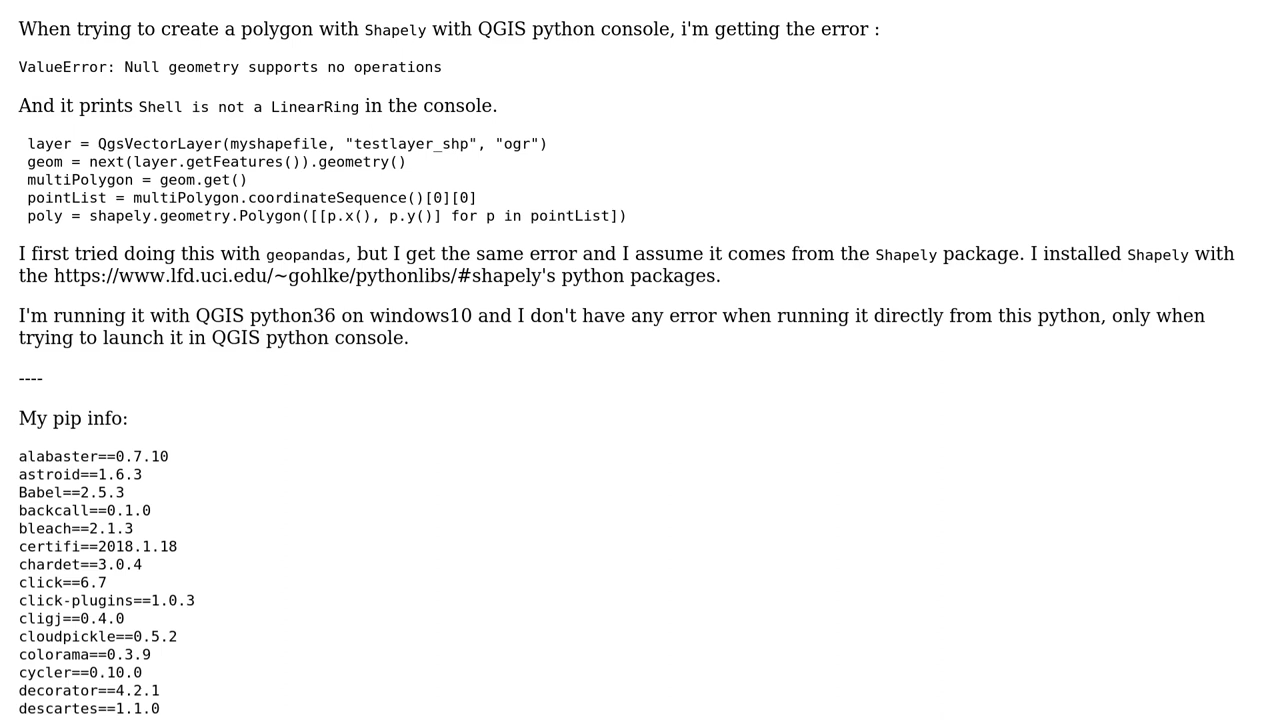 When trying to create a polygon with Shapely with QGIS python console, i'm getting the error :
ValueError: Null geometry supports no operations
And it prints Shell is not a LinearRing in the console.
layer = QgsVectorLayer(myshapefile, "testlayer_shp", "ogr")
geom = next(layer.getFeatures()).geometry()
multiPolygon = geom.get()
pointList = multiPolygon.coordinateSequence()[0][0]
poly = shapely.geometry.Polygon([[p.x(), p.y()] for p in pointList])
I first tried doing this with geopandas, but I get the same error and I assume it comes from the Shapely package. I installed Shapely with
the https://www.lfd.uci.edu/~gohlke/pythonlibs/#shapely's python packages.
I'm running it with QGIS python36 on windows10 and I don't have any error when running it directly from this python, only when
trying to launch it in QGIS python console.
----
My pip info:
alabaster==0.7.10
astroid==1.6.3
Babel==2.5.3
backcall==0.1.0
bleach==2.1.3
certifi==2018.1.18
chardet==3.0.4
click==6.7
click-plugins==1.0.3
cligj==0.4.0
cloudpickle==0.5.2
colorama==0.3.9
cycler==0.10.0
decorator==4.2.1
descartes==1.1.0